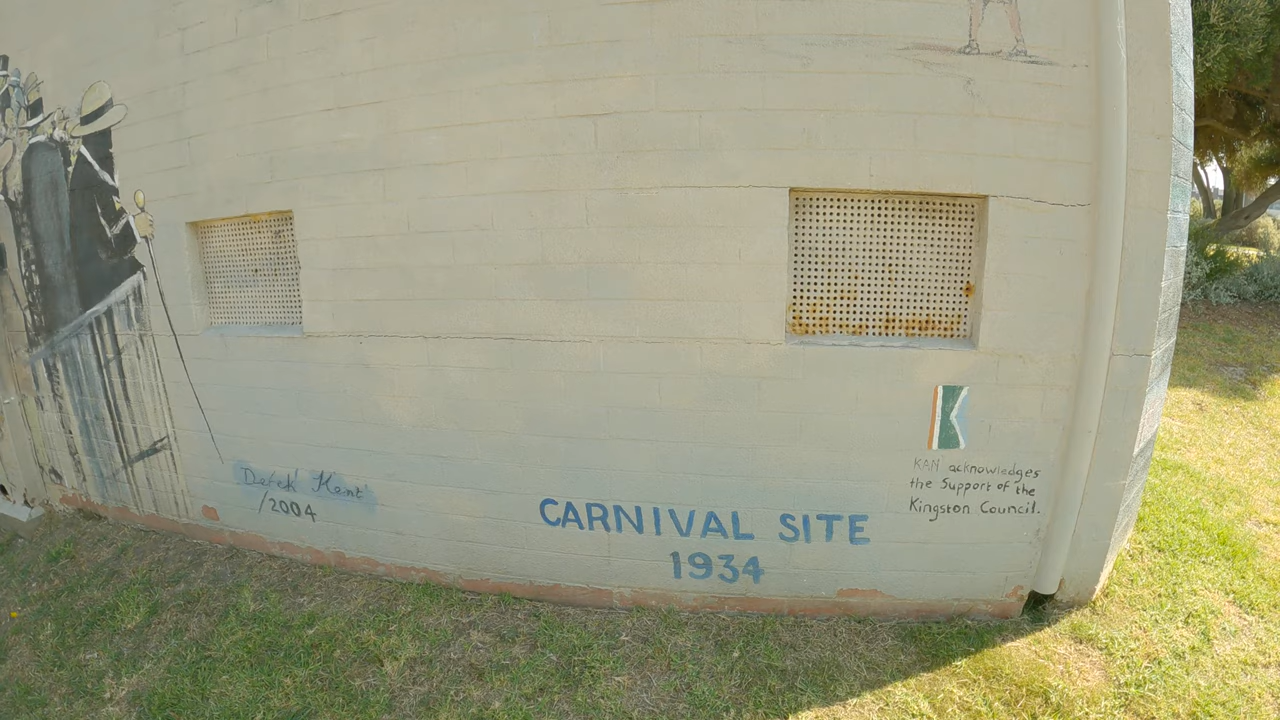 Derek Kent
/2004
CARNIVAL SITE
1934
K
KAN acknowledges
the Support of the
Kingston Council.